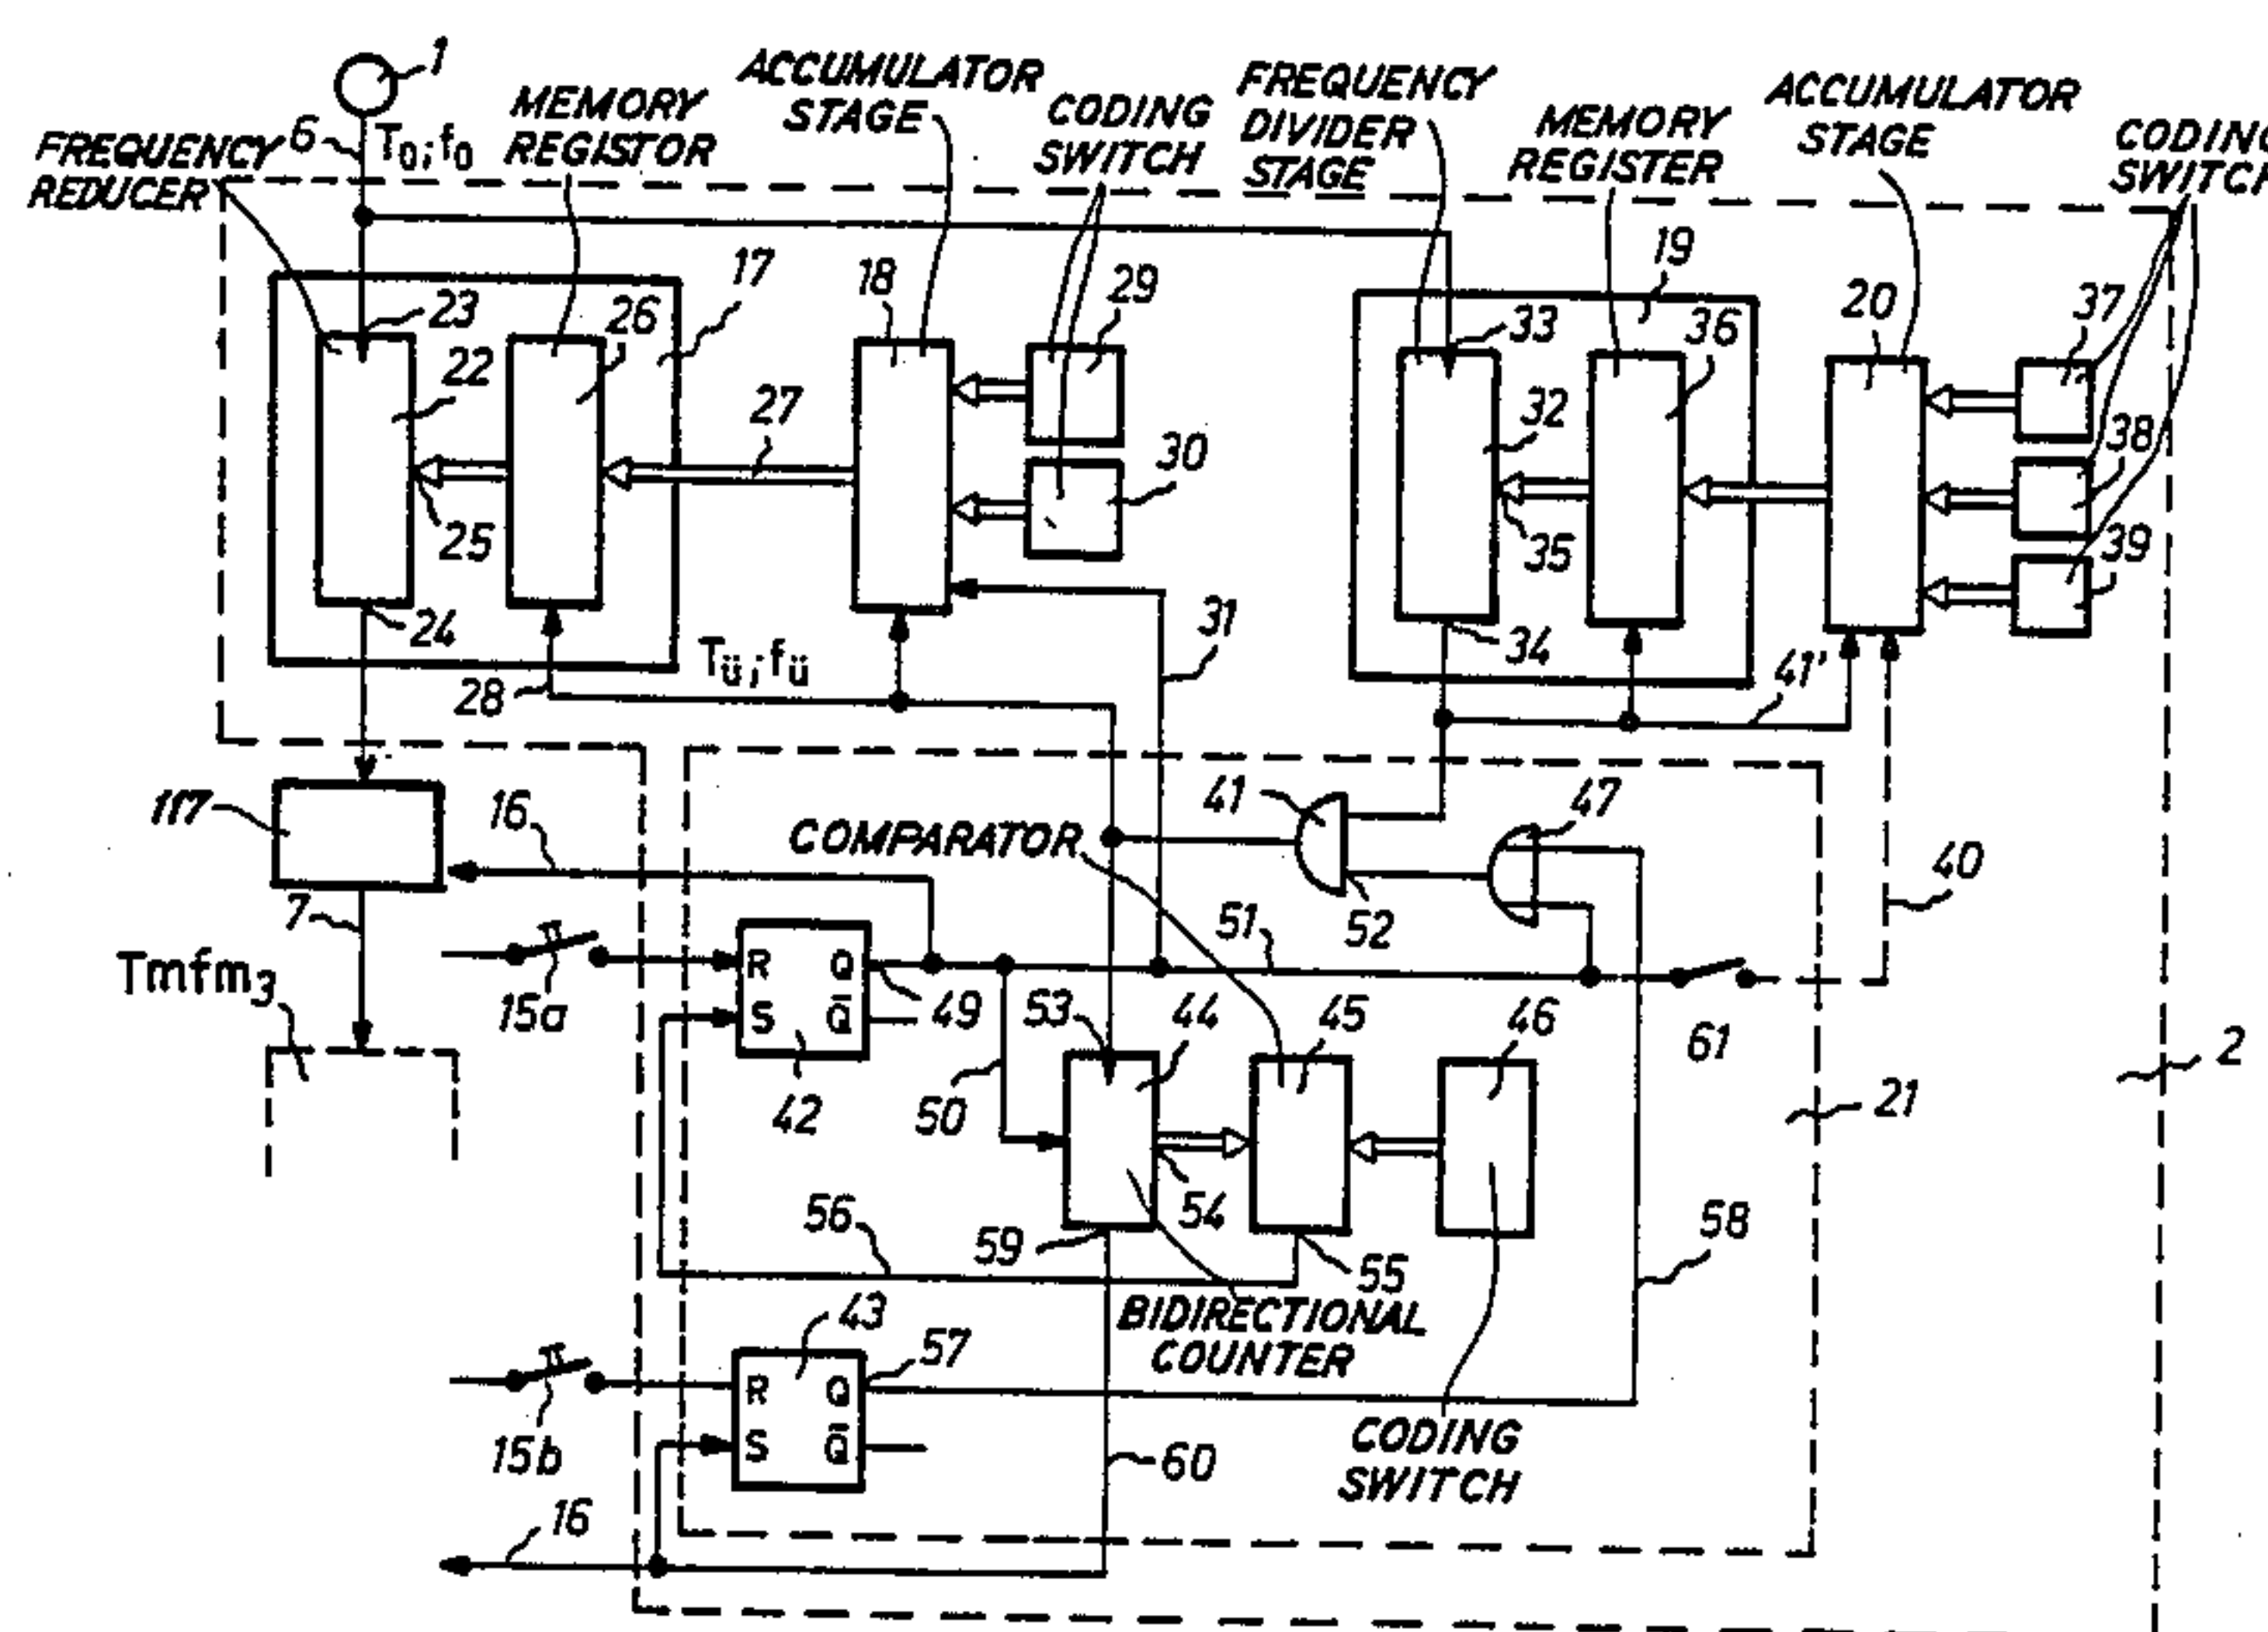 1
ACCUMULATOR
STAGE
FREQUENCY
DIVIDER
STAGE
ACCUMULATOR
STAGE
MEMORY
REGISTOR
CODING
SWITCH
MEMORY
REGISTER
CODING
SWITCH
FREQUENCY
REDUCER
6
T0;f0
17
18
29
19
20
37
23
26
33
36
22
27
30
32
38
25
35
39
24
Tü;fü
31
34
41'
28
117
16
COMPARATOR
41
47
40
7
51
52
Tmfm3
15a
R Q
S Q̄
49
53
44
45
46
61
2
42
50
21
56
54
58
59
55
43
57
BIDIRECTIONAL
COUNTER
R Q
S Q̄
15b
60
CODING
SWITCH
16